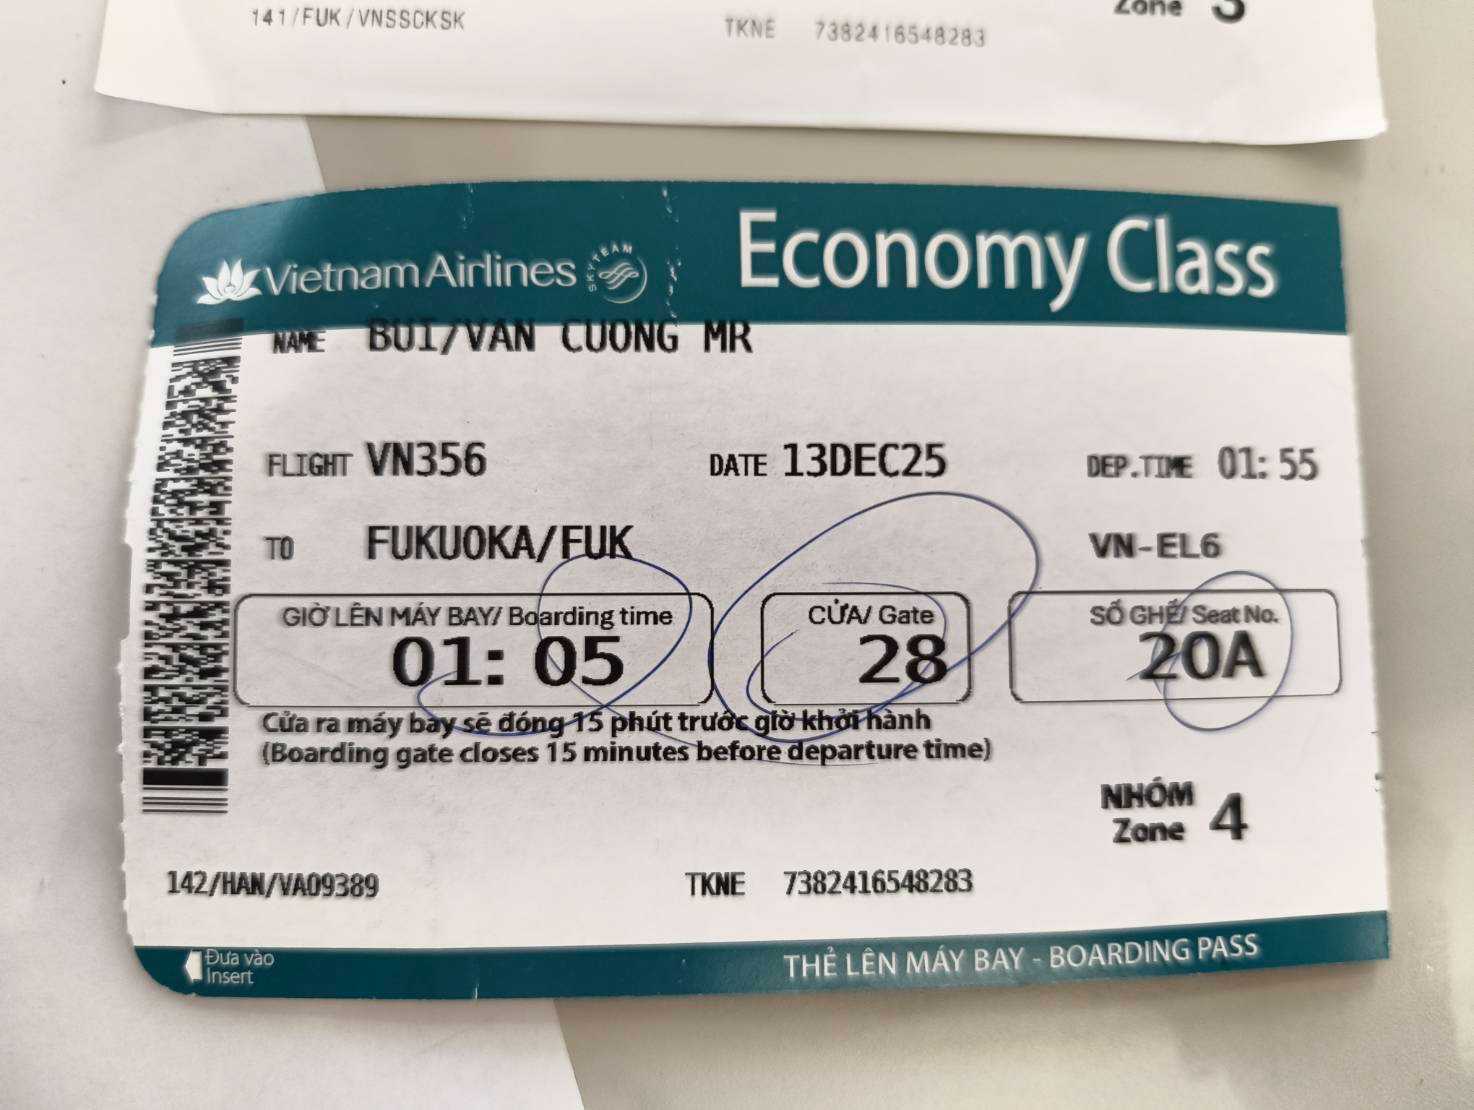 141/FUK/VNSSCKSK TKNE 7382416548283 Zone 3
Vietnam Airlines SKYTEAM Economy Class
NAME BUI/VAN CUONG MR
FLIGHT VN356 DATE 13DEC25 DEP.TIME 01:55
TO FUKUOKA/FUK VN-EL6
GIỜ LÊN MÁY BAY/ Boarding time CỬA/ Gate SỐ GHẾ/ Seat No.
01:05 28 20A
Cửa ra máy bay sẽ đóng 15 phút trước giờ khởi hành
(Boarding gate closes 15 minutes before departure time)
NHÓM
Zone 4
142/HAN/VA09389 TKNE 7382416548283
Đưa vào
Insert
THẺ LÊN MÁY BAY - BOARDING PASS